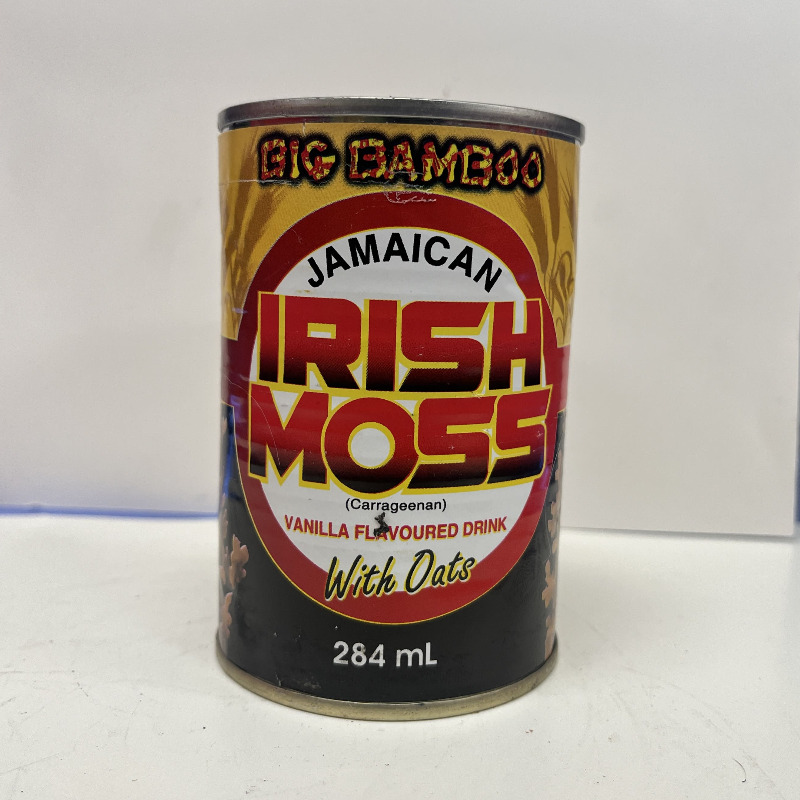 BIG BAMBOO
JAMAICAN
IRISH
MOSS
(Carrageenan)
VANILLA FLAVOURED DRINK
With Oats
284 mL